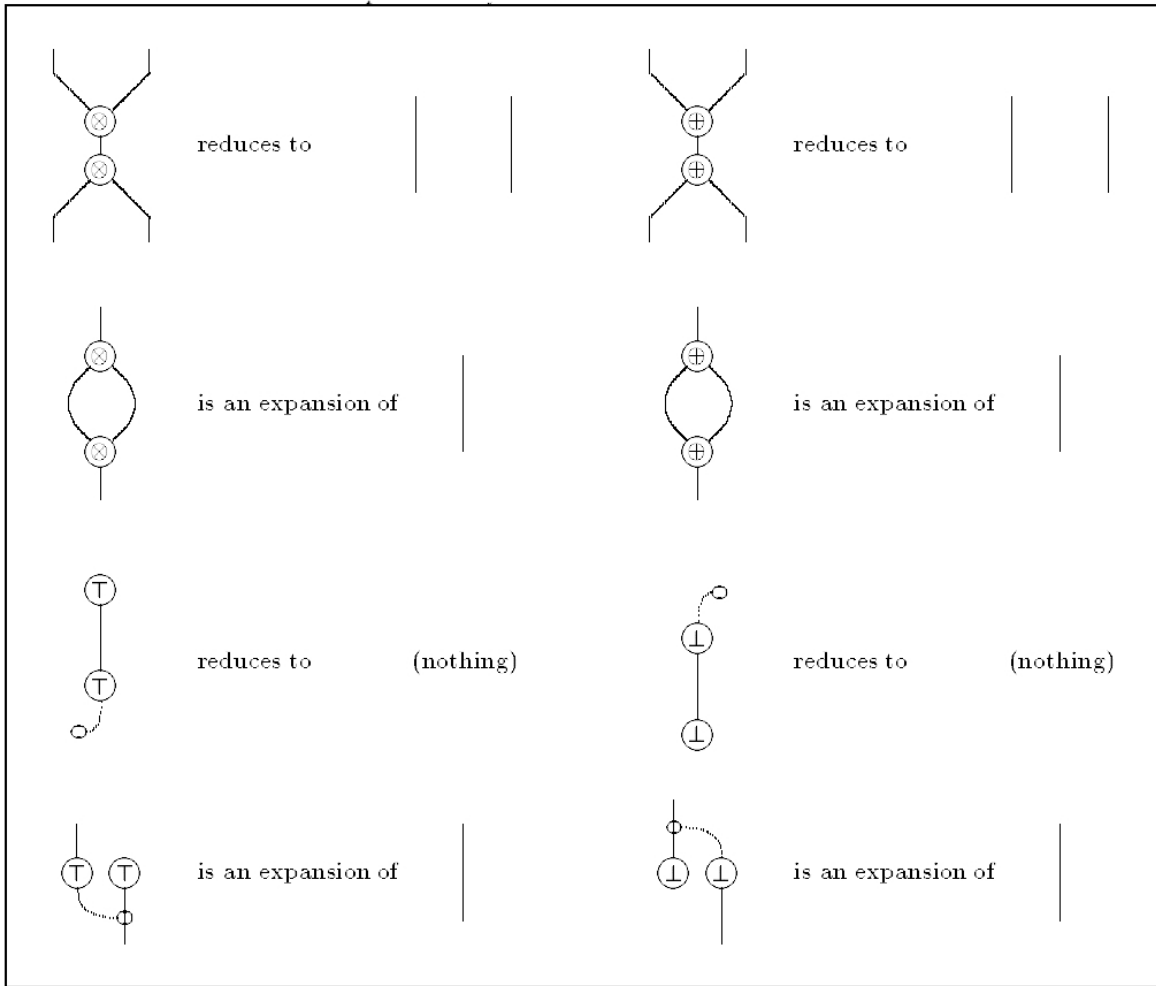 ⊗
⊕
reduces to
reduces to
⊗
⊕
⊗
⊕
is an expansion of
is an expansion of
⊗
⊕
⊤
reduces to
(nothing)
⊥
reduces to
(nothing)
⊤
⊥
⊤ ⊤
is an expansion of
⊥ ⊥
is an expansion of